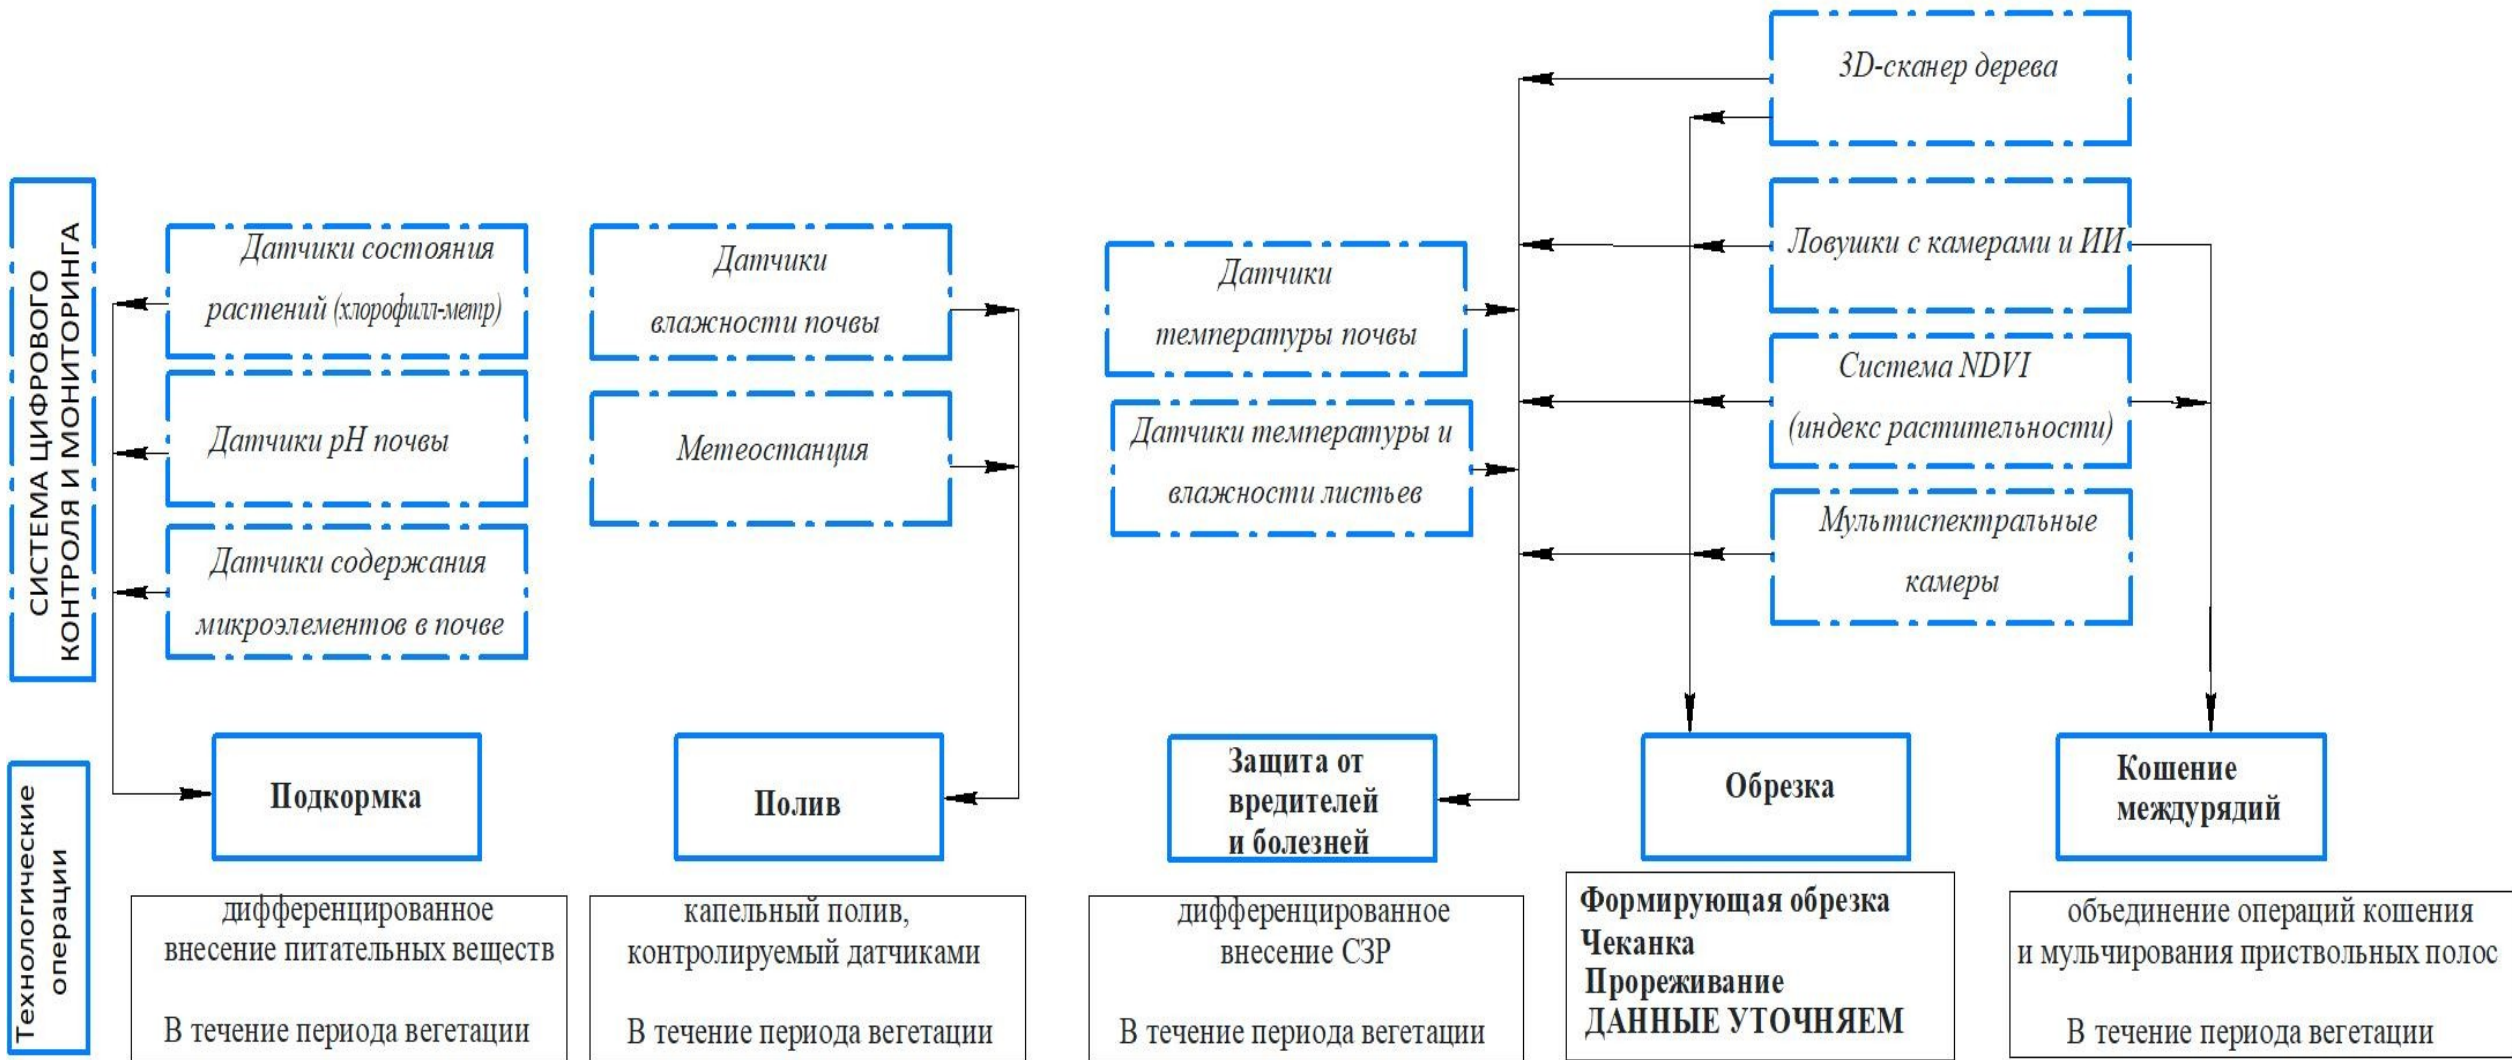 СИСТЕМА ЦИФРОВОГО
КОНТРОЛЯ И МОНИТОРИНГА
Датчики состояния
растений (хлорофилл-метр)
Датчики pH почвы
Датчики содержания
микроэлементов в почве
Датчики
влажности почвы
Метеостанция
Датчики
температуры почвы
Датчики температуры и
влажности листьев
3D-сканер дерева
Ловушки с камерами и ИИ
Система NDVI
(индекс растительности)
Мультиспектральные
камеры
Технологические
операции
Подкормка
Полив
Защита от
вредителей
и болезней
Обрезка
Кошение
междурядий
дифференцированное
внесение питательных веществ
В течение периода вегетации
капельный полив,
контролируемый датчиками
В течение периода вегетации
дифференцированное
внесение СЗР
В течение периода вегетации
Формирующая обрезка
Чеканка
Прореживание
ДАННЫЕ УТОЧНЯЕМ
объединение операций кошения
и мульчирования приствольных полос
В течение периода вегетации